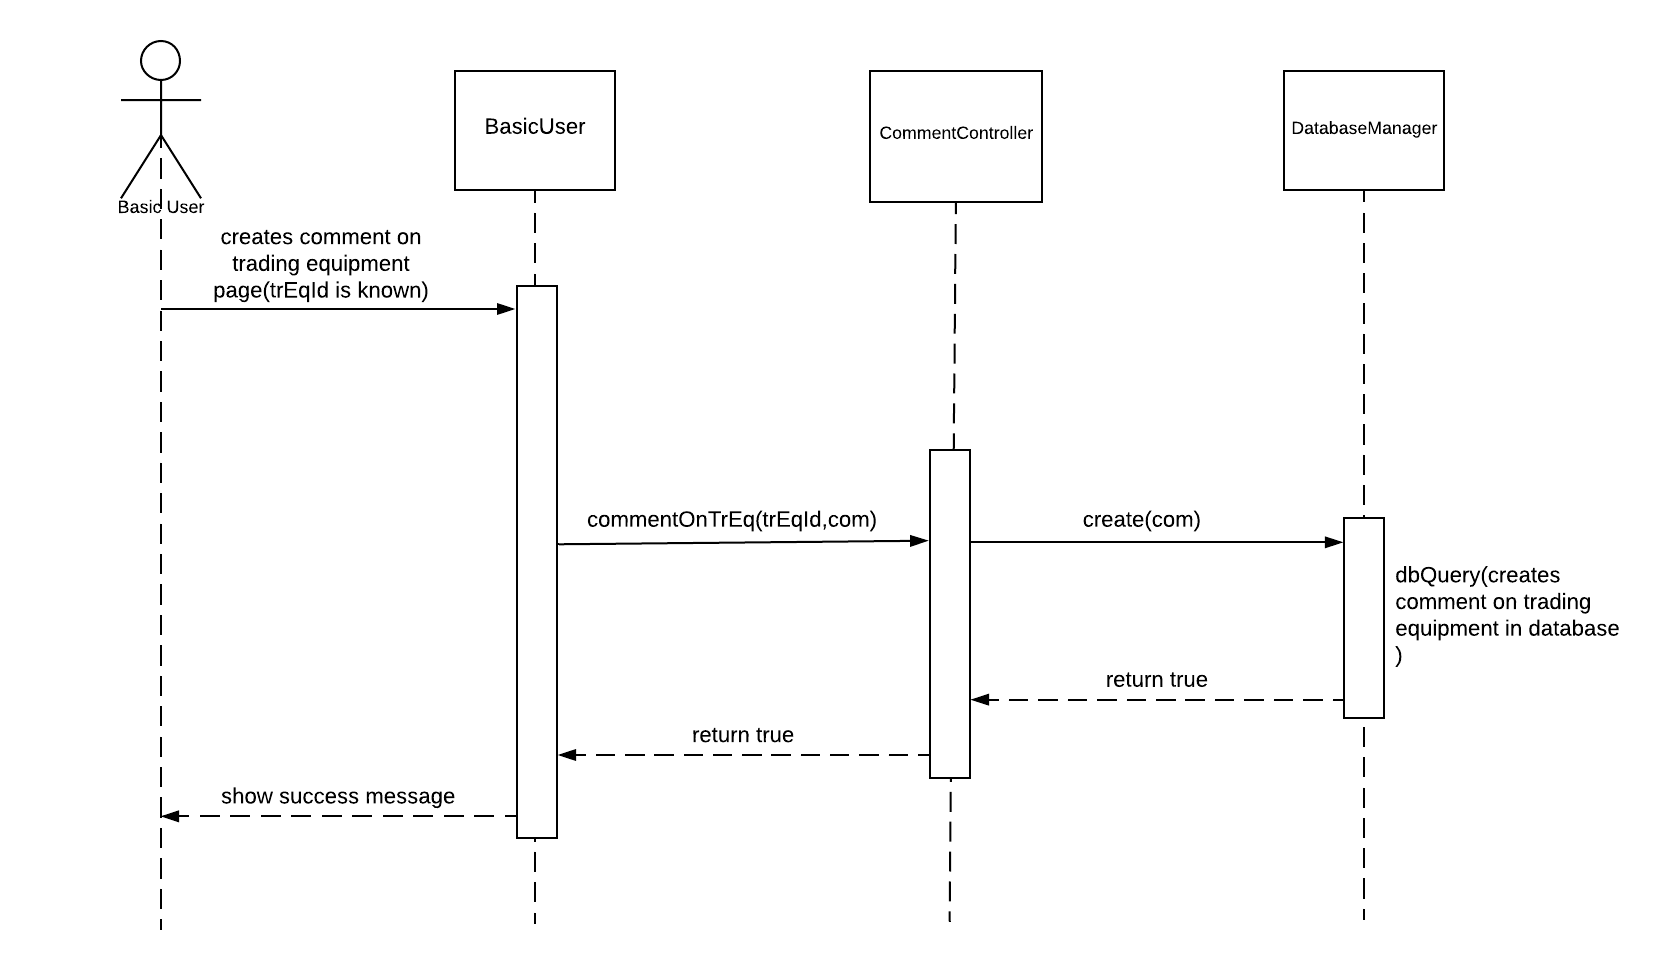 BasicUser
CommentController
DatabaseManager
Basic User
creates comment on
trading equipment
page(trEqId is known)
commentOnTrEq(trEqId,com)
create(com)
dbQuery(creates
comment on trading
equipment in database
)
return true
return true
show success message